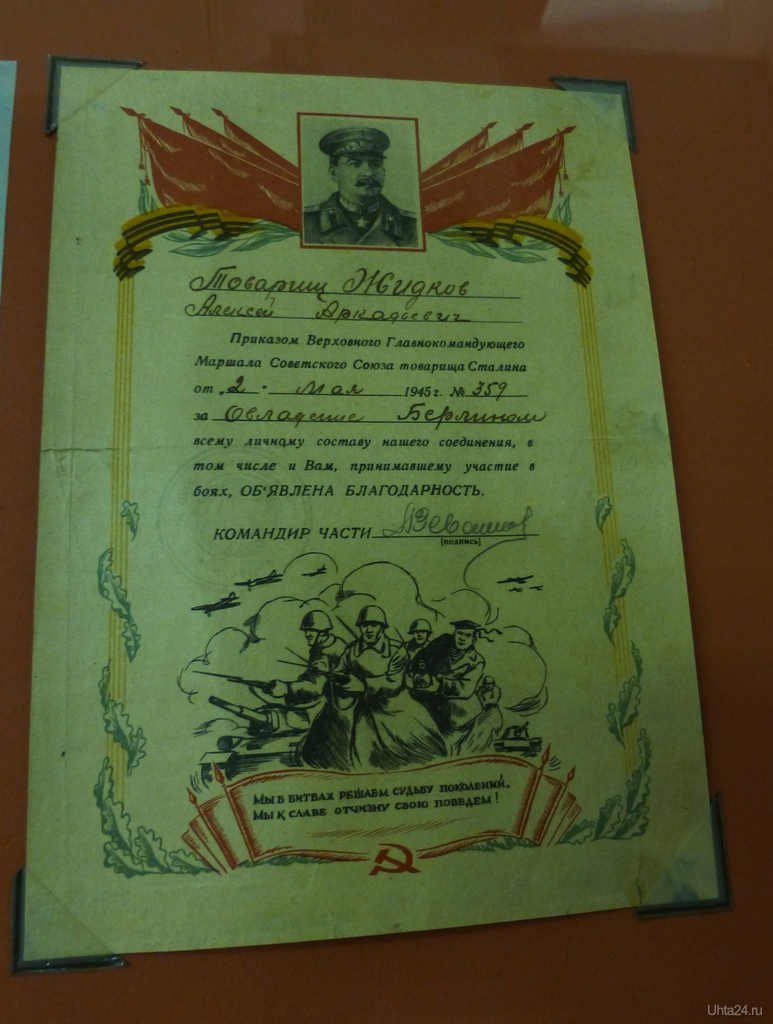 Товарищ Жидков
Алексей Аркадьевич
Приказом Верховного Главнокомандующего
Маршала Советского Союза товарища Сталина
от „2“ мая 1945 г. № 359
за Овладение Берлином
всему личному составу нашего соединения, в
том числе и Вам, принимавшему участие в
боях, ОБ'ЯВЛЕНА БЛАГОДАРНОСТЬ.
КОМАНДИР ЧАСТИ
[подпись]
МЫ В БИТВАХ РЕШАЕМ СУДЬБУ ПОКОЛЕНИЙ,
МЫ К СЛАВЕ ОТЧИЗНУ СВОЮ ПОВЕДЕМ!
Uhta24.ru